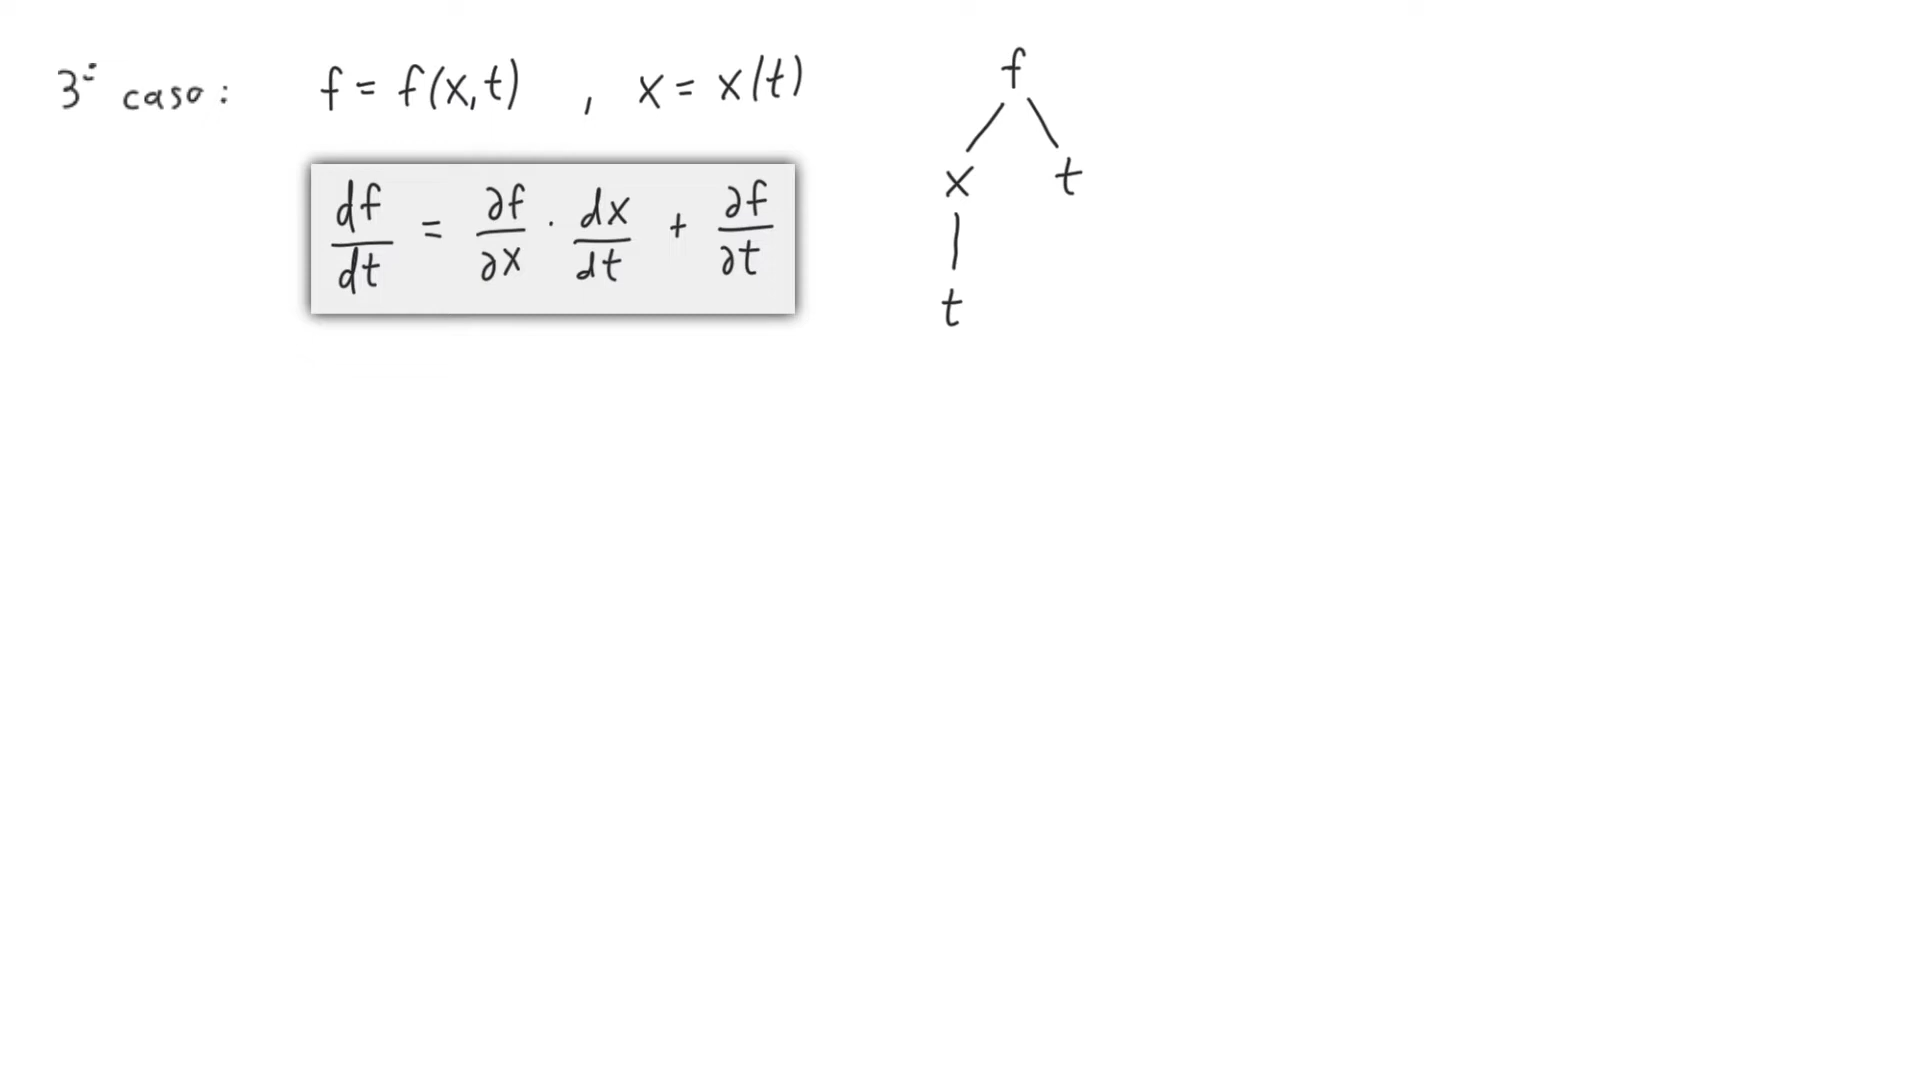 3º caso: f = f(x,t) , x = x(t)
df/dt = ∂f/∂x · dx/dt + ∂f/∂t
f
x t
t